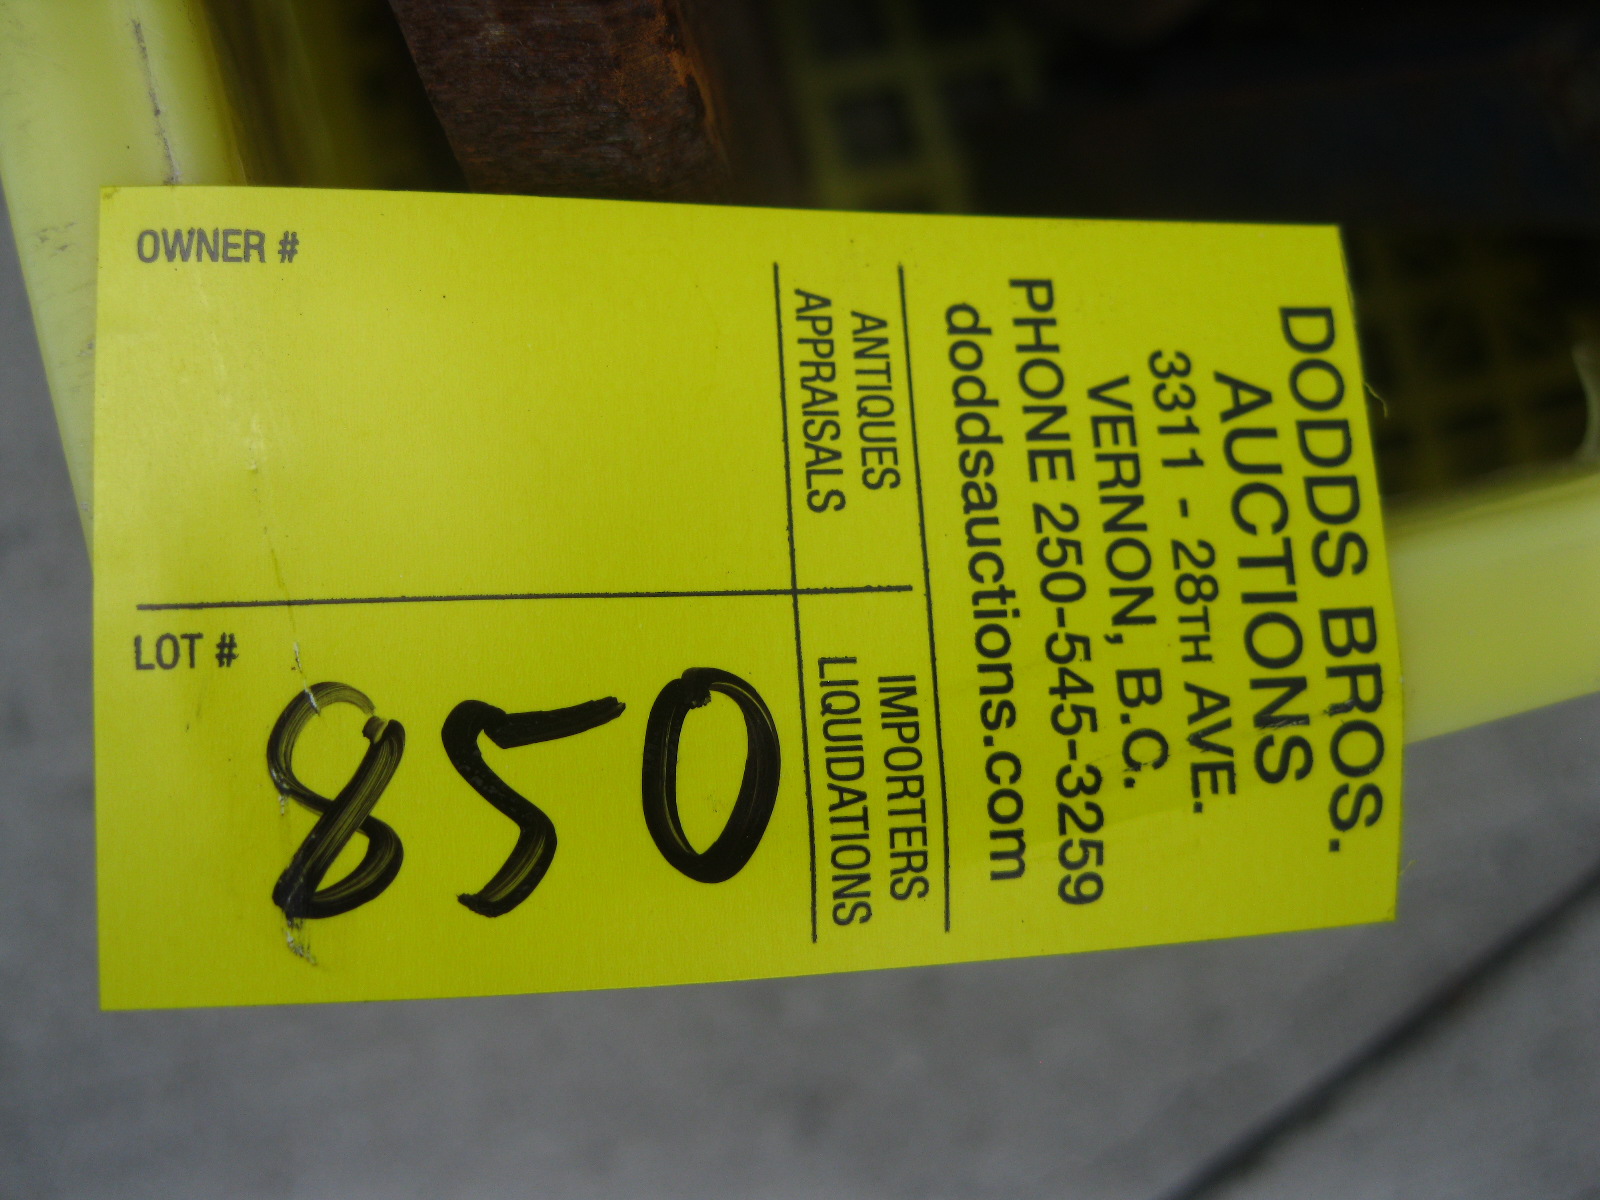 DODDS BROS.
AUCTIONS
3311 - 28TH AVE.
VERNON, B.C.
PHONE 250-545-3259
doddsauctions.com
ANTIQUES
APPRAISALS
IMPORTERS
LIQUIDATIONS
OWNER #
LOT #
850